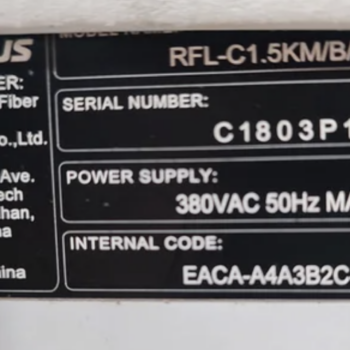 US
ER:
Fiber
o.,Ltd.
Ave.
ech
han,
na
hina
RFL-C1.5KM/B
SERIAL NUMBER:
C1803P1
POWER SUPPLY:
380VAC 50Hz MA
INTERNAL CODE:
EACA-A4A3B2C